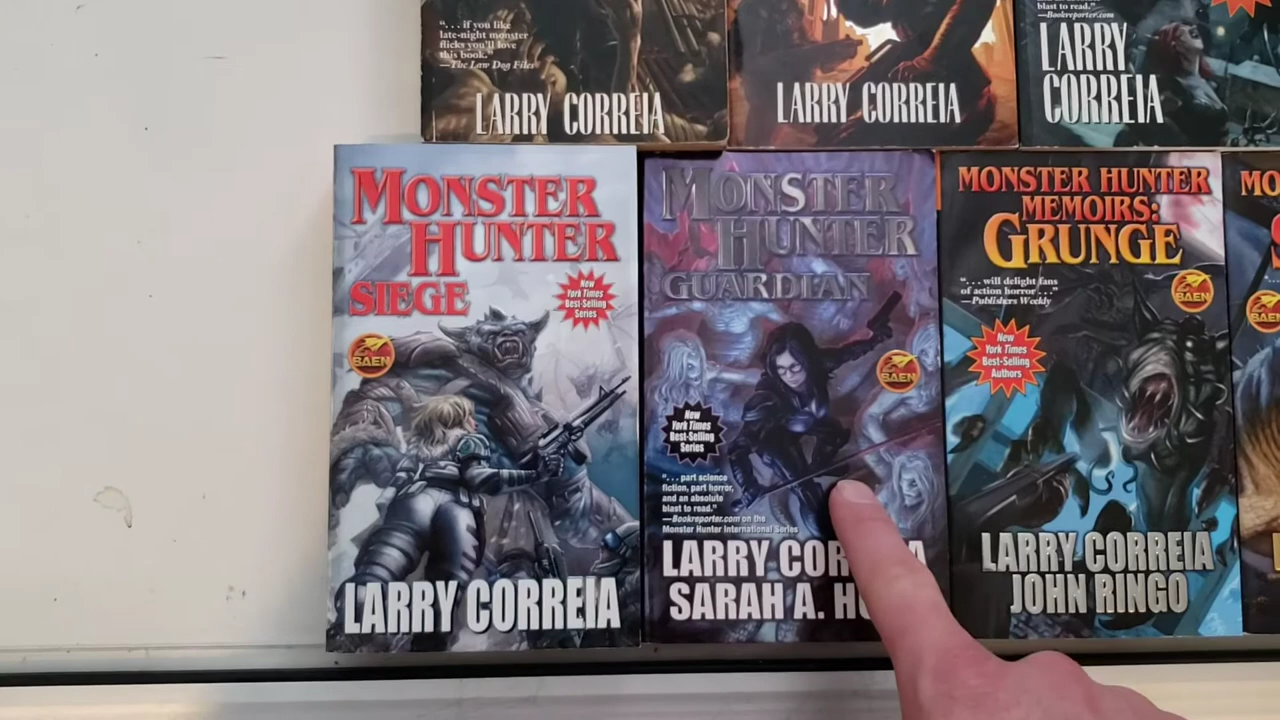 "... if you like
late-night monster
flicks you'll love
this book."
—The Law Dog Files
LARRY CORREIA
LARRY CORREIA
blast to read."
—Bookreporter.com
LARRY
CORREIA
MONSTER
HUNTER
SIEGE
New
York Times
Best-Selling
Series
BAEN
LARRY CORREIA
MONSTER
HUNTER
GUARDIAN
BAEN
New
York Times
Best-Selling
Series
"... part science
fiction, part horror,
and an absolute
blast to read."
—Bookreporter.com on the
Monster Hunter International Series
LARRY COR A
SARAH A. H
MONSTER HUNTER
MEMOIRS:
GRUNGE
"... will delight fans
of action horror ..."
—Publishers Weekly
BAEN
New
York Times
Best-Selling
Authors
LARRY CORREIA
JOHN RINGO
MO
S
BAEN